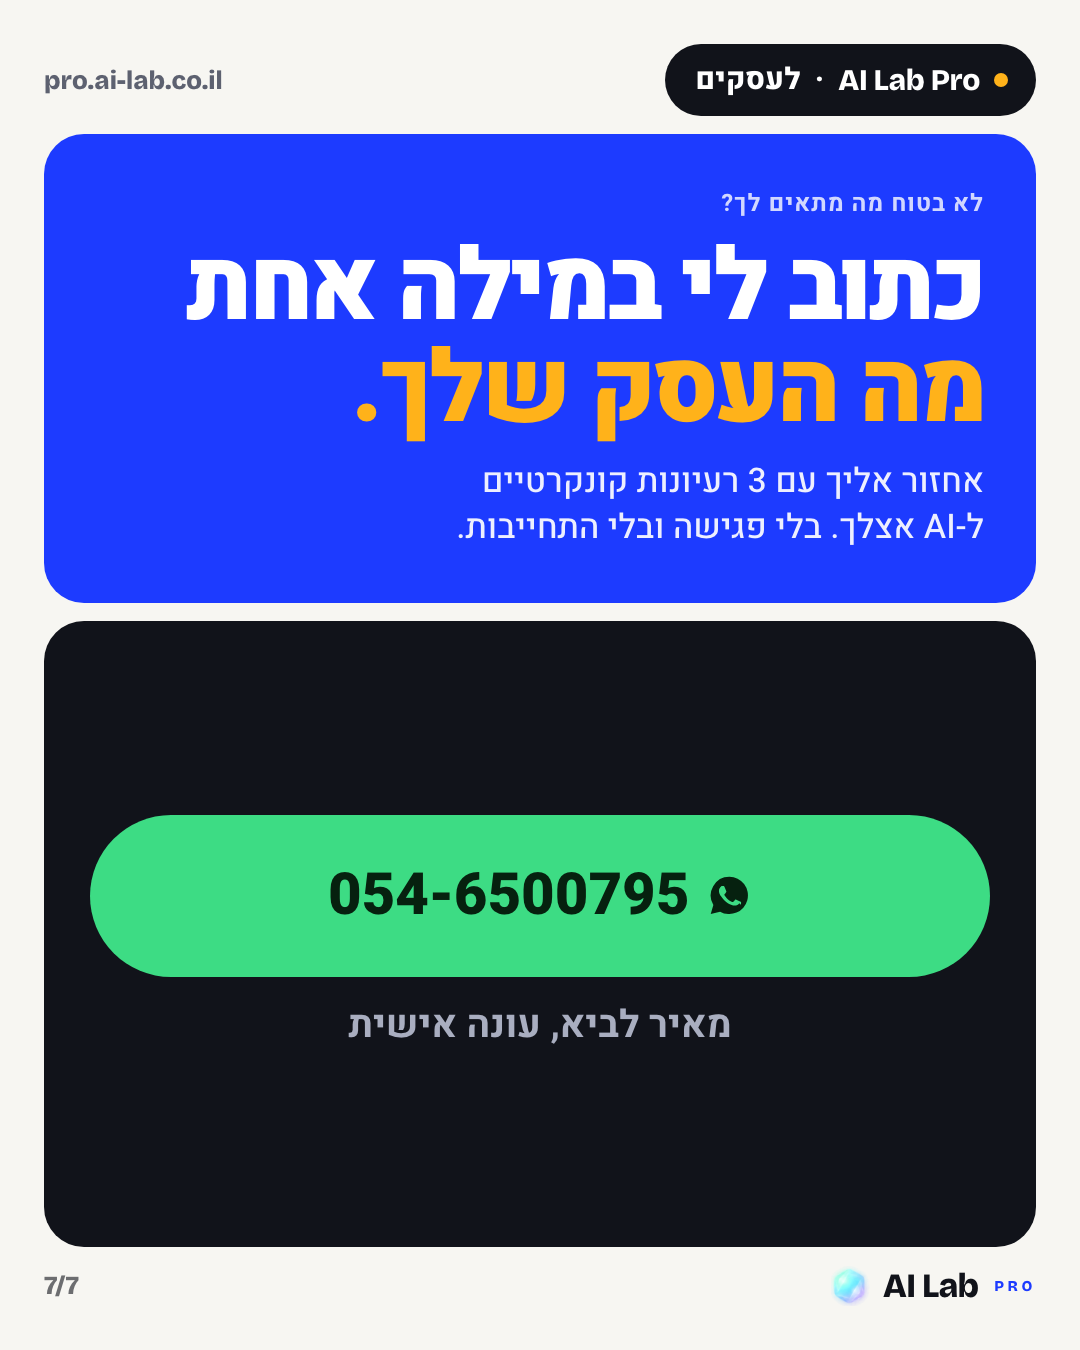 AI Lab Pro · לעסקים
pro.ai-lab.co.il
לא בטוח מה מתאים לך?
כתוב לי במילה אחת
מה העסק שלך.
אחזור אליך עם 3 רעיונות קונקרטיים
ל-AI אצלך. בלי פגישה ובלי התחייבות.
054-6500795
מאיר לביא, עונה אישית
AI Lab PRO
7/7